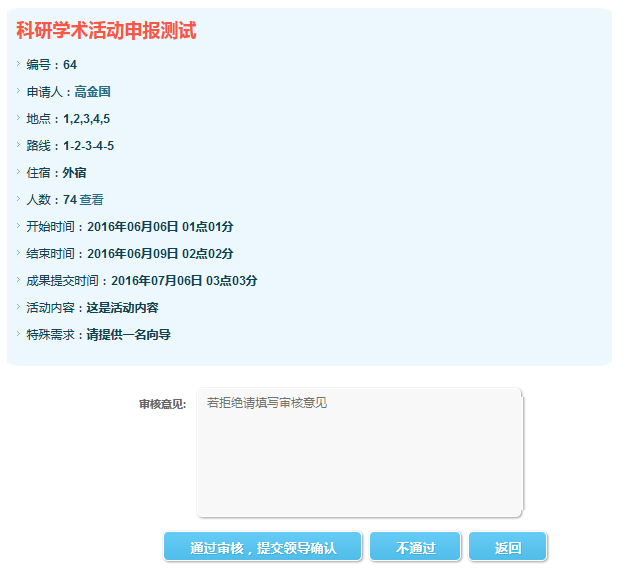 科研学术活动申报测试
编号：64
申请人：高金国
地点：1,2,3,4,5
路线：1-2-3-4-5
住宿：外宿
人数：74 查看
开始时间：2016年06月06日 01点01分
结束时间：2016年06月09日 02点02分
成果提交时间：2016年07月06日 03点03分
活动内容：这是活动内容
特殊需求：请提供一名向导
审核意见: 若拒绝请填写审核意见
通过审核，提交领导确认 不通过 返回